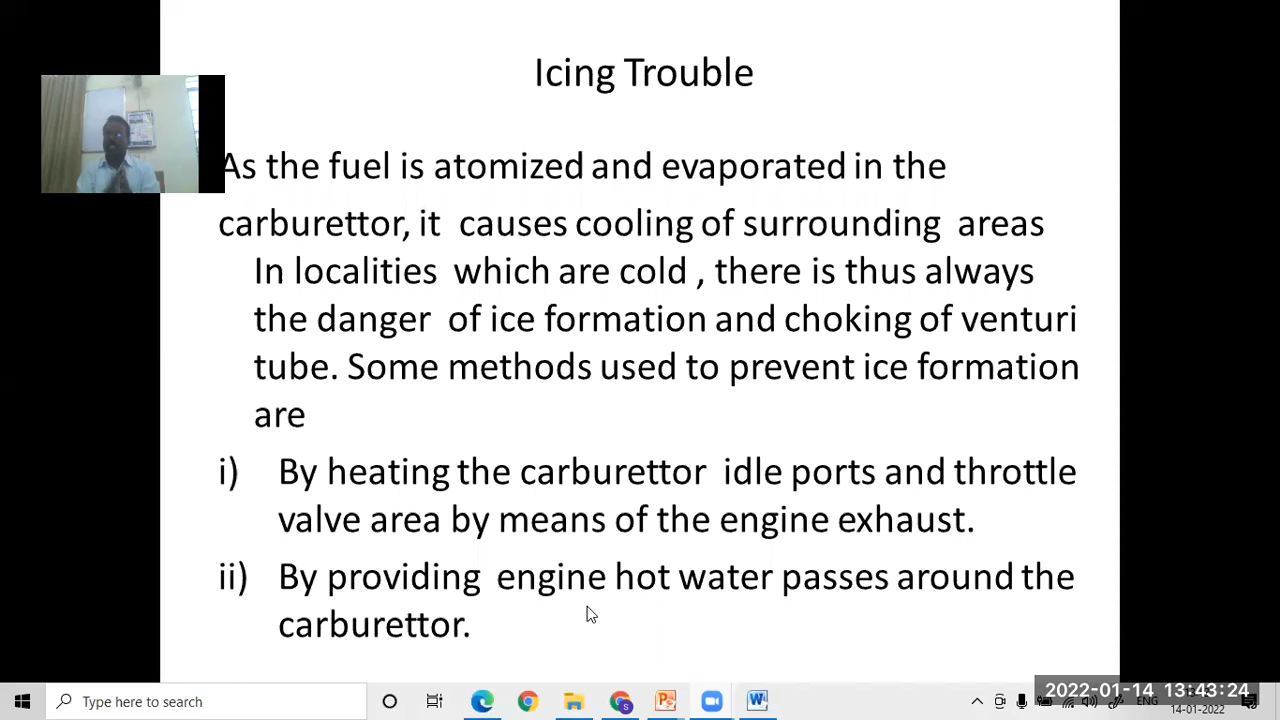 Icing Trouble
As the fuel is atomized and evaporated in the
carburettor, it causes cooling of surrounding areas
In localities which are cold , there is thus always
the danger of ice formation and choking of venturi
tube. Some methods used to prevent ice formation
are
i) By heating the carburettor idle ports and throttle
valve area by means of the engine exhaust.
ii) By providing engine hot water passes around the
carburettor.
Type here to search
ENG
2022-01-14 13:43:24
14-01-2022